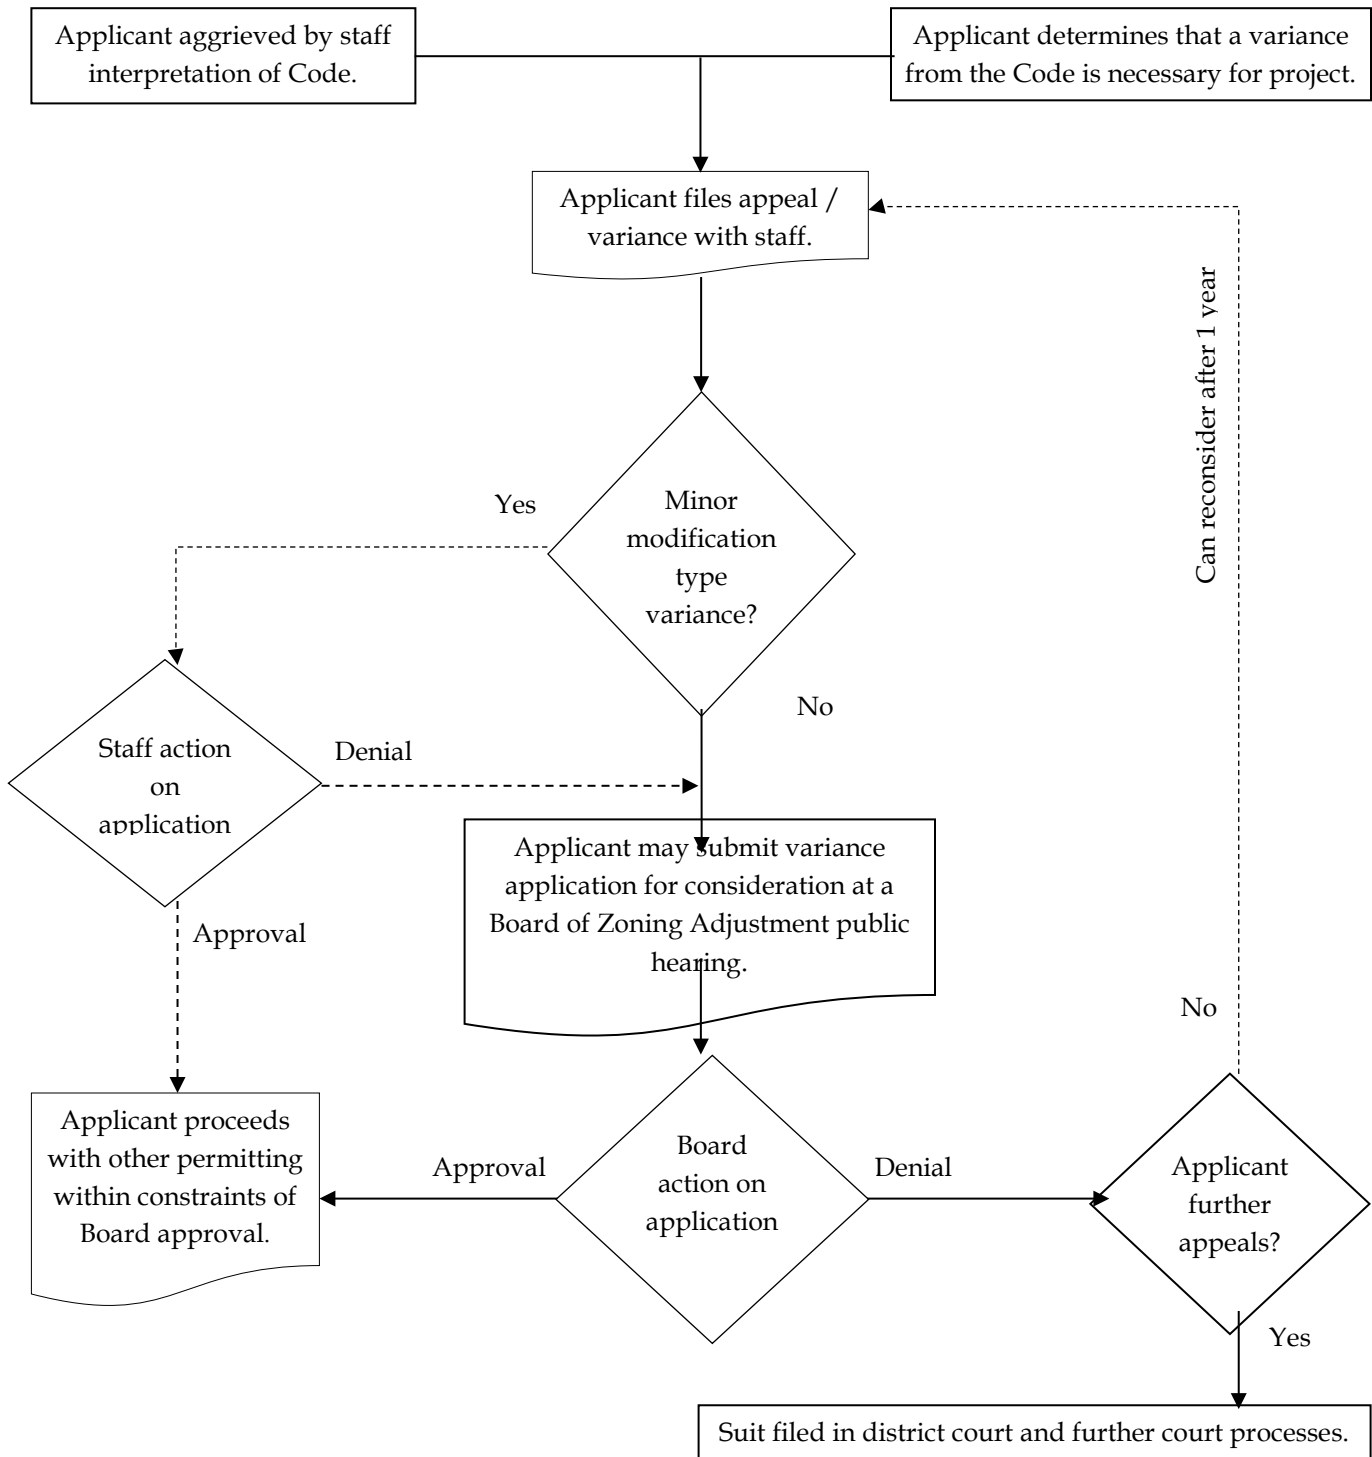 Applicant aggrieved by staff
interpretation of Code.
Applicant determines that a variance
from the Code is necessary for project.
Applicant files appeal /
variance with staff.
Can reconsider after 1 year
Yes
Minor
modification
type
variance?
No
Staff action
on
application
Denial
Applicant may submit variance
application for consideration at a
Board of Zoning Adjustment public
hearing.
Approval
No
Applicant proceeds
with other permitting
within constraints of
Board approval.
Approval
Board
action on
application
Denial
Applicant
further
appeals?
Yes
Suit filed in district court and further court processes.